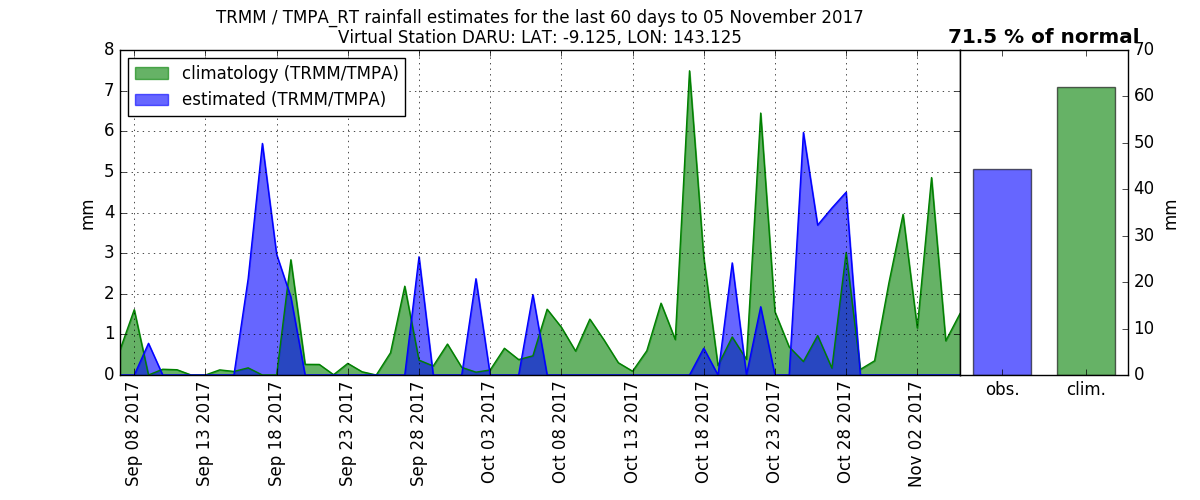 TRMM / TMPA_RT rainfall estimates for the last 60 days to 05 November 2017
Virtual Station DARU: LAT: -9.125, LON: 143.125
71.5 % of normal
climatology (TRMM/TMPA)
estimated (TRMM/TMPA)
8
7
6
5
4
3
2
1
0
mm
Sep 08 2017
Sep 13 2017
Sep 18 2017
Sep 23 2017
Sep 28 2017
Oct 03 2017
Oct 08 2017
Oct 13 2017
Oct 18 2017
Oct 23 2017
Oct 28 2017
Nov 02 2017
obs.
clim.
70
60
50
40
30
20
10
0
mm